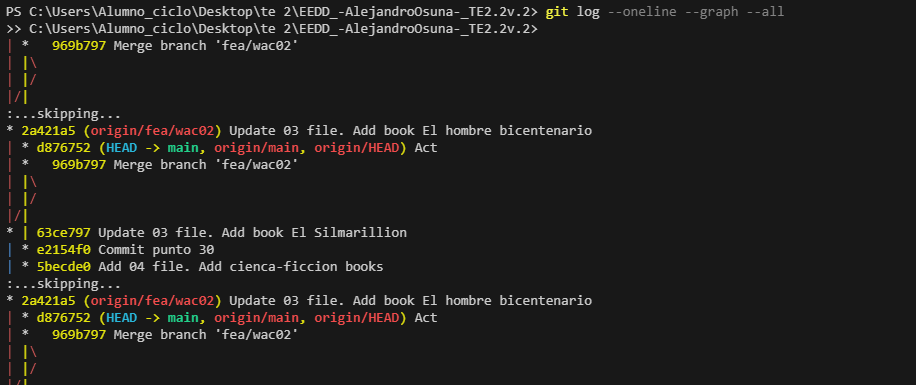 PS C:\Users\Alumno_ciclo\Desktop\te 2\EEDD_-AlejandroOsuna-_TE2.2v.2> git log --oneline --graph --all
>> C:\Users\Alumno_ciclo\Desktop\te 2\EEDD_-AlejandroOsuna-_TE2.2v.2>
| *   969b797 Merge branch 'fea/wac02'
| |\
| |/
|/|
:...skipping...
* 2a421a5 (origin/fea/wac02) Update 03 file. Add book El hombre bicentenario
| * d876752 (HEAD -> main, origin/main, origin/HEAD) Act
| *   969b797 Merge branch 'fea/wac02'
| |\
| |/
|/|
* | 63ce797 Update 03 file. Add book El Silmarillion
| * e2154f0 Commit punto 30
| * 5becde0 Add 04 file. Add cienca-ficcion books
:...skipping...
* 2a421a5 (origin/fea/wac02) Update 03 file. Add book El hombre bicentenario
| * d876752 (HEAD -> main, origin/main, origin/HEAD) Act
| *   969b797 Merge branch 'fea/wac02'
| |\
| |/
|/|